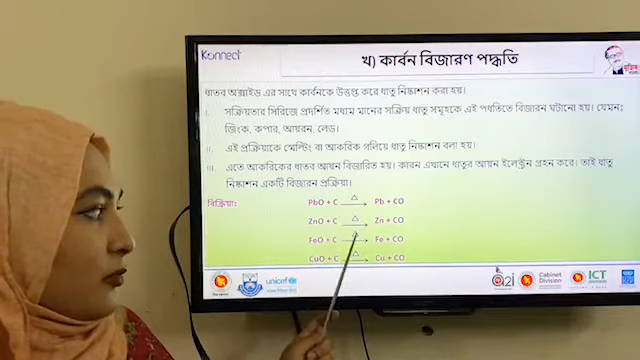 Konnect
খ) কার্বন বিজারণ পদ্ধতি
ধাতব অক্সাইড এর সাথে কার্বনকে উত্তপ্ত করে ধাতু নিষ্কাশন করা হয়।
I. সক্রিয়তার সিরিজে প্রদর্শিত মধ্যম মানের সক্রিয় ধাতু সমূহকে এই পদ্ধতিতে বিজারন ঘটানো হয়। যেমনঃ
জিংক, কপার, আয়রন, লেড।
II. এই প্রক্রিয়াকে স্মেল্টিং বা আকরিক গলিয়ে ধাতু নিষ্কাশন বলা হয়।
III. এতে আকরিকের ধাতব আয়ন বিজারিত হয়। কাবন এখানে ধাতুর আয়ন ইলেক্ট্রন গ্রহন করে। তাই ধাতু
নিষ্কাশন একটি বিজারন প্রক্রিয়া।
বিক্রিয়াঃ
PbO + C △→ Pb + CO
ZnO + C △→ Zn + CO
FeO + C △→ Fe + CO
CuO + C △→ Cu + CO
unicef
a2i
Cabinet Division
ICT DIVISION